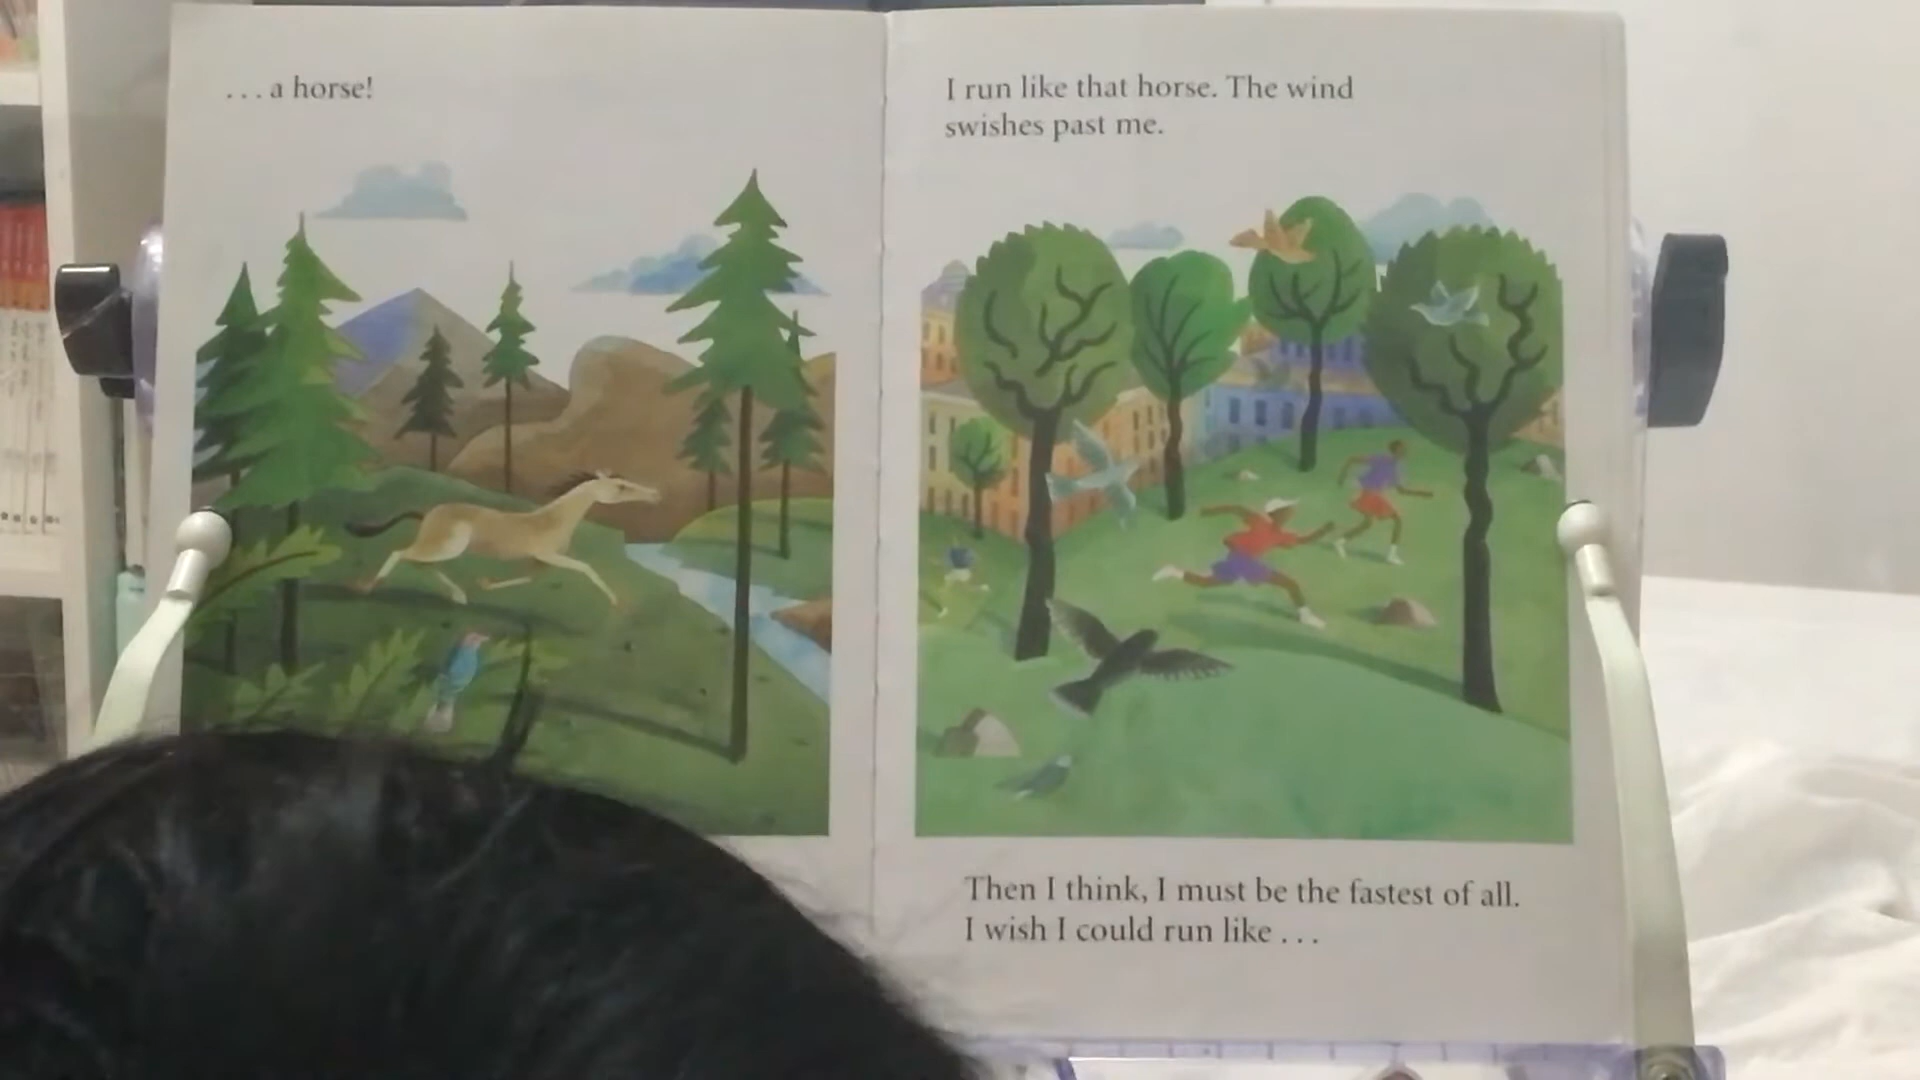 . . . a horse!
I run like that horse. The wind
swishes past me.
Then I think, I must be the fastest of all.
I wish I could run like . . .